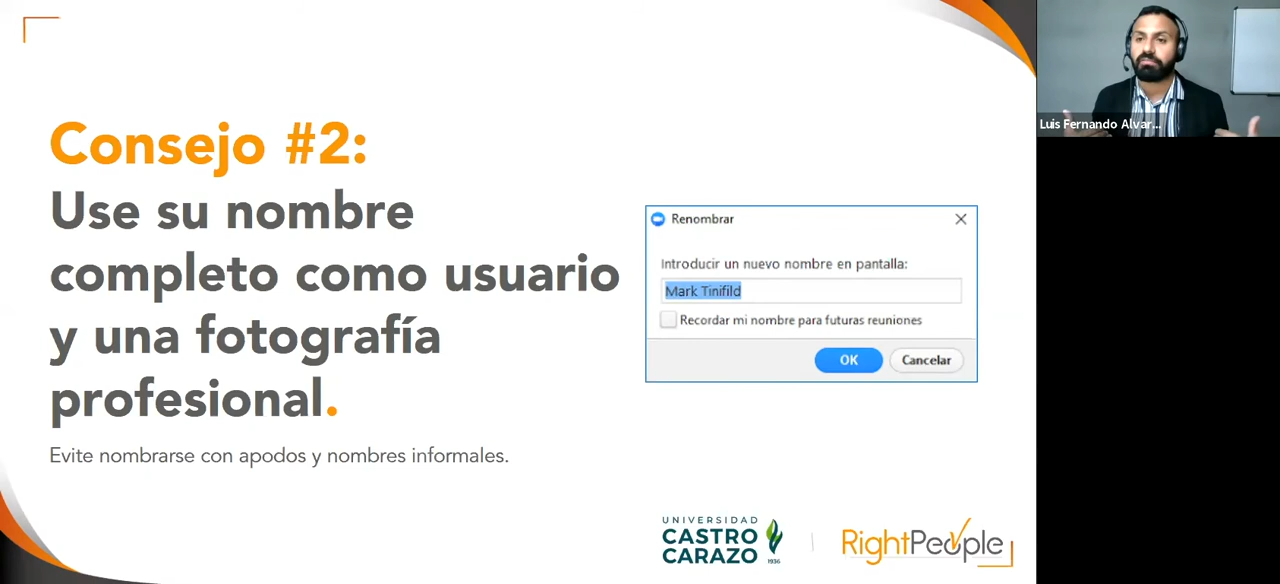 Consejo #2:
Use su nombre
completo como usuario
y una fotografía
profesional.
Evite nombrarse con apodos y nombres informales.
Renombrar
Introducir un nuevo nombre en pantalla:
Mark Tinifild
Recordar mi nombre para futuras reuniones
OK
Cancelar
UNIVERSIDAD
CASTRO
CARAZO
1936
RightPeople
Luis Fernando Alvar...